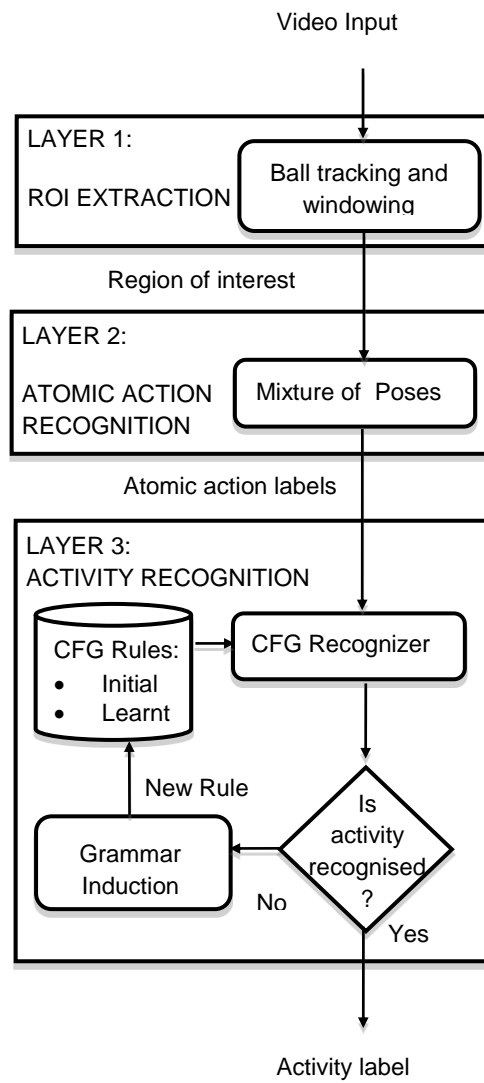 Video Input
LAYER 1:
ROI EXTRACTION
Ball tracking and
windowing
Region of interest
LAYER 2:
ATOMIC ACTION
RECOGNITION
Mixture of Poses
Atomic action labels
LAYER 3:
ACTIVITY RECOGNITION
CFG Rules:
• Initial
• Learnt
CFG Recognizer
New Rule
Is
activity
recognised
?
Grammar
Induction
No
Yes
Activity label